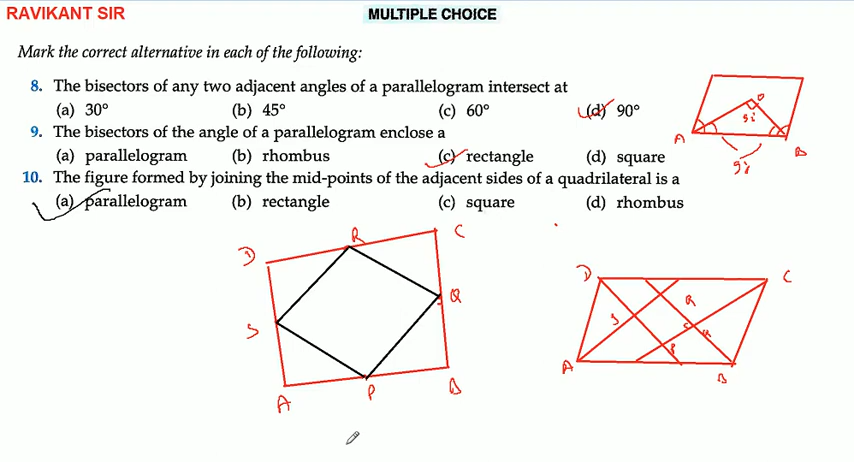 RAVIKANT SIR
MULTIPLE CHOICE
Mark the correct alternative in each of the following:
8. The bisectors of any two adjacent angles of a parallelogram intersect at
(a) 30° (b) 45° (c) 60° (d) 90°
9. The bisectors of the angle of a parallelogram enclose a
(a) parallelogram (b) rhombus (c) rectangle (d) square
10. The figure formed by joining the mid-points of the adjacent sides of a quadrilateral is a
(a) parallelogram (b) rectangle (c) square (d) rhombus
O
A B
D R C
S Q
A P B
D C
S R
A B